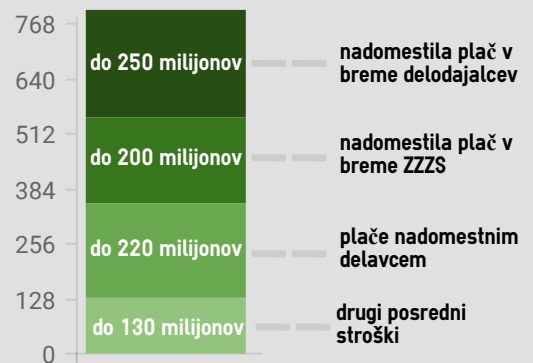 768
640
512
384
256
128
0
do 250 milijonov
nadomestila plač v
breme delodajalcev
do 200 milijonov
nadomestila plač v
breme ZZZS
do 220 milijonov
plače nadomestnim
delavcem
do 130 milijonov
drugi posredni
stroški